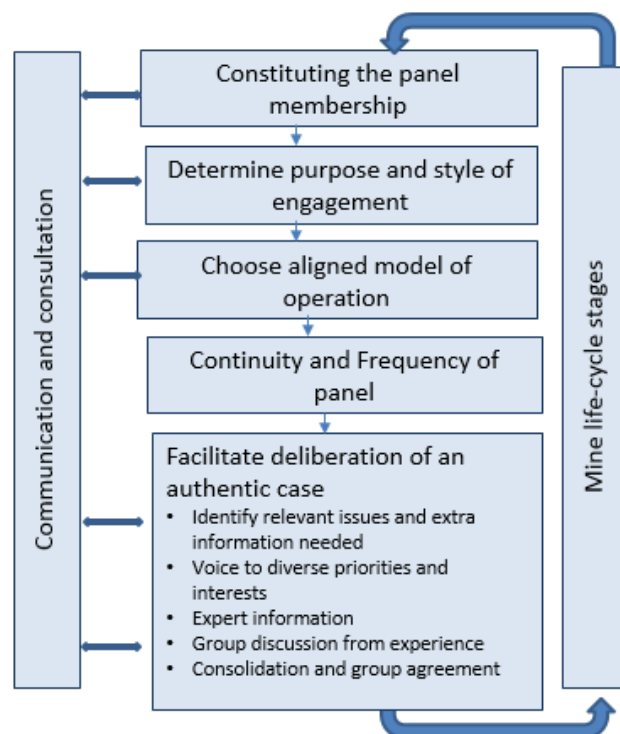 Communication and consultation
Constituting the panel
membership
Determine purpose and style of
engagement
Choose aligned model of
operation
Continuity and Frequency of
panel
Facilitate deliberation of an
authentic case
• Identify relevant issues and extra
information needed
• Voice to diverse priorities and
interests
• Expert information
• Group discussion from experience
• Consolidation and group agreement
Mine life-cycle stages